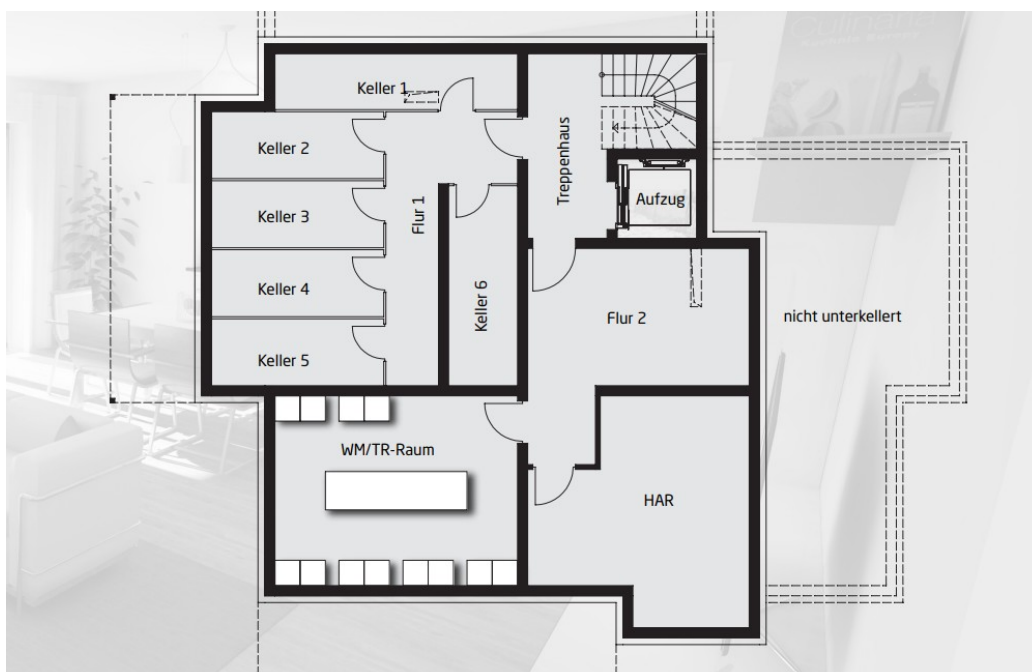 Culinaria
Keller 1
Keller 2
Treppenhaus
Keller 3
Flur 1
Aufzug
Keller 4
Keller 6
Flur 2
nicht unterkellert
Keller 5
WM/TR-Raum
HAR